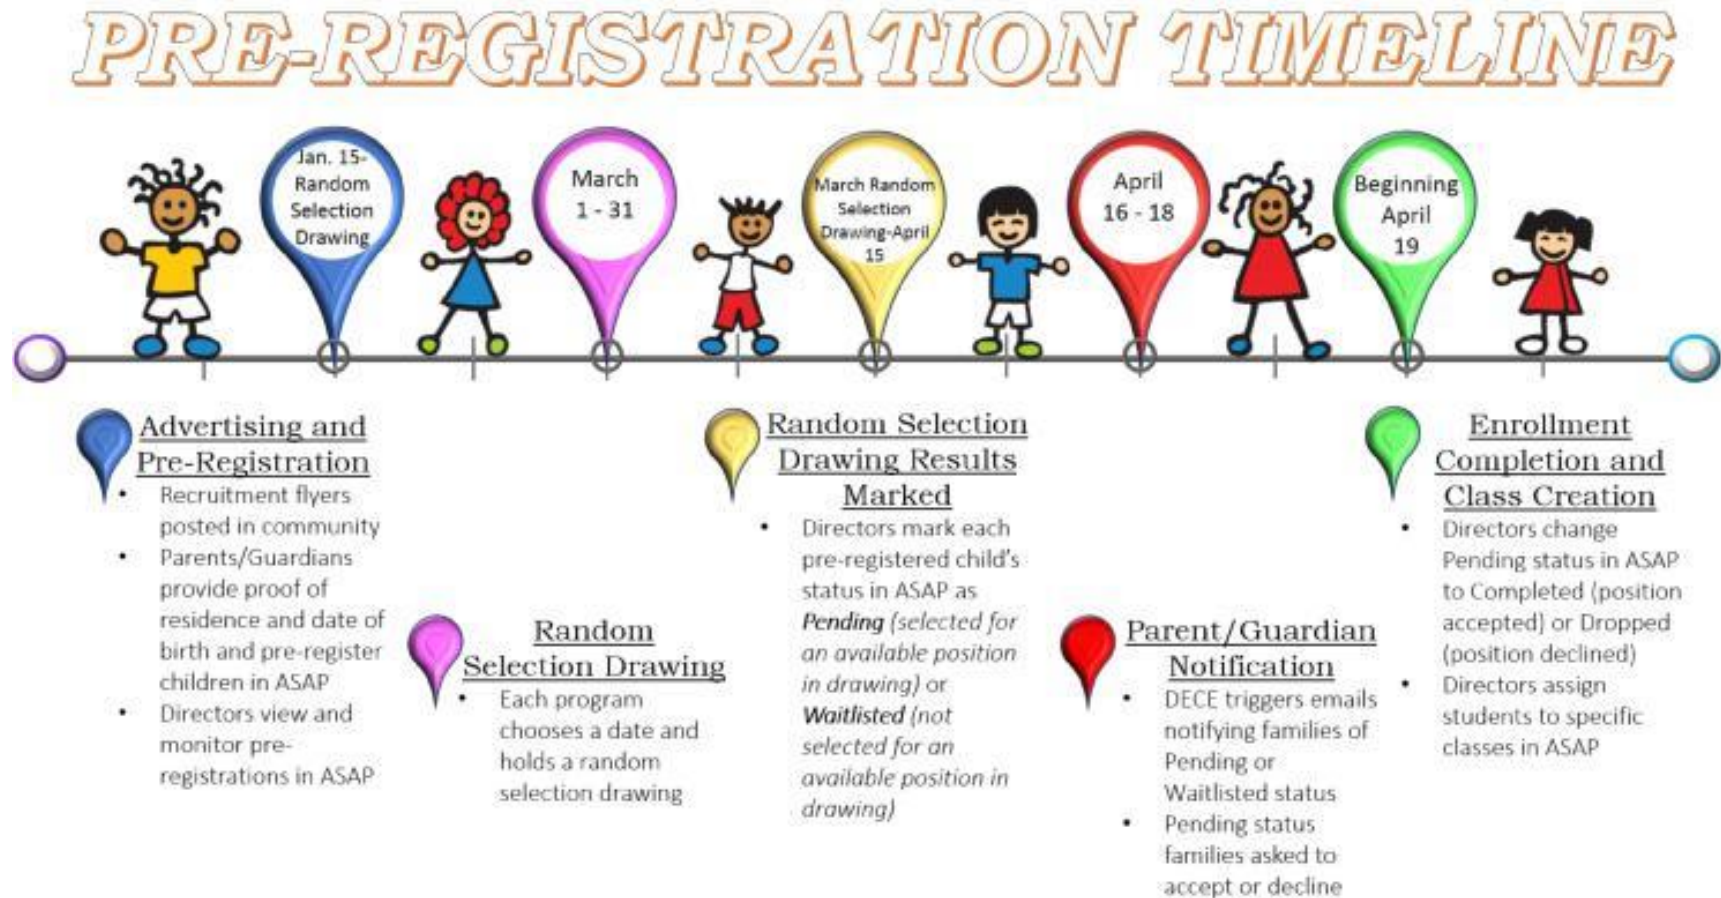 PRE-REGISTRATION TIMELINE
Jan. 15-
Random
Selection
Drawing
March
1 - 31
March Random
Selection
Drawing-April
15
April
16 - 18
Beginning
April
19
Advertising and
Pre-Registration
• Recruitment flyers
posted in community
• Parents/Guardians
provide proof of
residence and date of
birth and pre-register
children in ASAP
• Directors view and
monitor pre-
registrations in ASAP
Random
Selection Drawing
• Each program
chooses a date and
holds a random
selection drawing
Random Selection
Drawing Results
Marked
• Directors mark each
pre-registered child's
status in ASAP as
Pending (selected for
an available position
in drawing) or
Waitlisted (not
selected for an
available position in
drawing)
Parent/Guardian
Notification
• DECE triggers emails
notifying families of
Pending or
Waitlisted status
• Pending status
families asked to
accept or decline
Enrollment
Completion and
Class Creation
• Directors change
Pending status in ASAP
to Completed (position
accepted) or Dropped
(position declined)
• Directors assign
students to specific
classes in ASAP